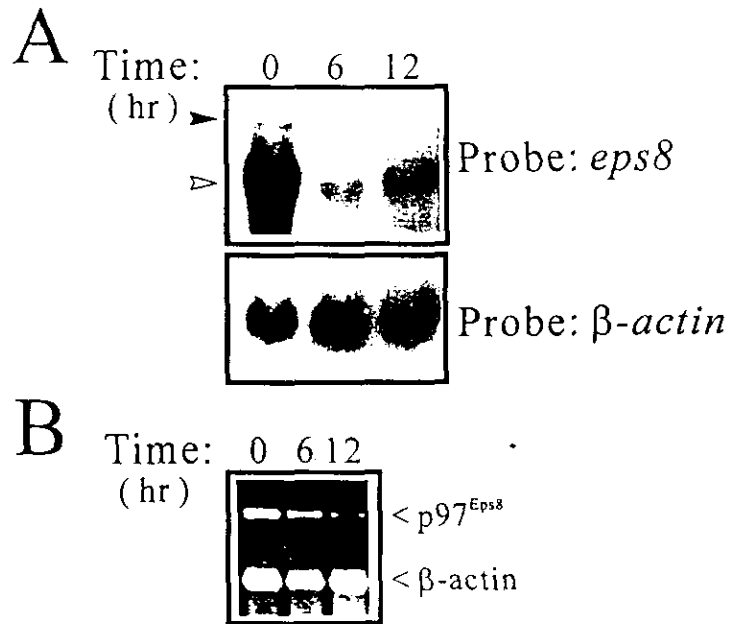 A
Time: 0 6 12
(hr)
Probe: eps8
Probe: β-actin
B
Time: 0 6 12
(hr)
< p97^Eps8
< β-actin